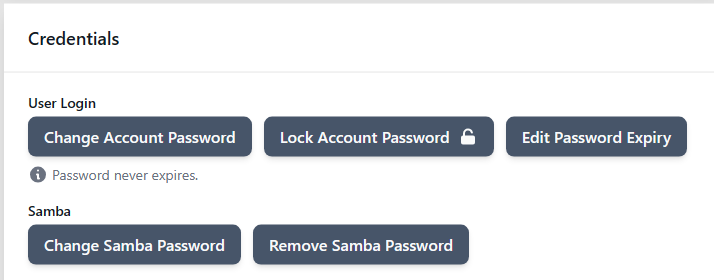 Credentials
User Login
Change Account Password
Lock Account Password
Edit Password Expiry
Password never expires.
Samba
Change Samba Password
Remove Samba Password